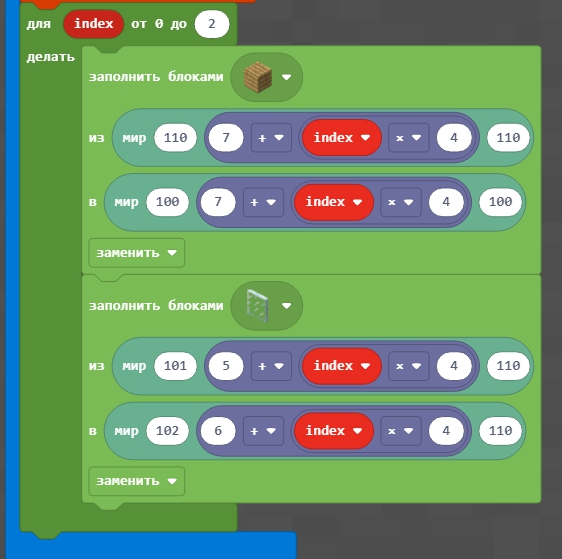 для index от 0 до 2
делать
заполнить блоками
из мир 110 7 + index × 4 110
в мир 100 7 + index × 4 100
заменить
заполнить блоками
из мир 101 5 + index × 4 110
в мир 102 6 + index × 4 110
заменить